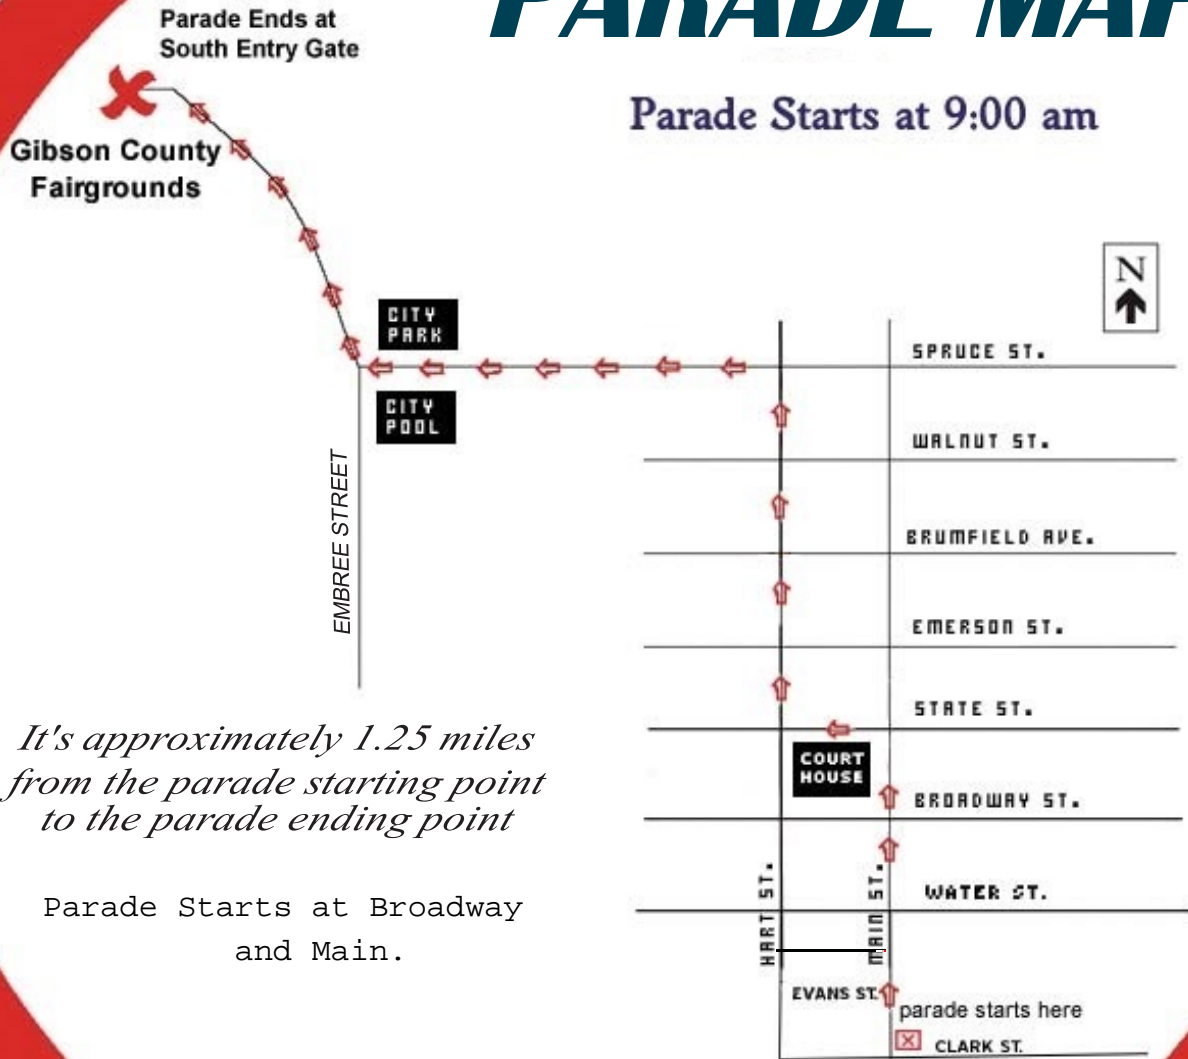 PARADE MAP
Parade Ends at
South Entry Gate
Parade Starts at 9:00 am
Gibson County
Fairgrounds
N
CITY
PARK
SPRUCE ST.
CITY
POOL
WALNUT ST.
EMBREE STREET
BRUMFIELD AVE.
EMERSON ST.
STATE ST.
It's approximately 1.25 miles
from the parade starting point
to the parade ending point
COURT
HOUSE
BROADWAY ST.
Parade Starts at Broadway
and Main.
HART ST.
MAIN ST.
WATER ST.
EVANS ST.
parade starts here
CLARK ST.